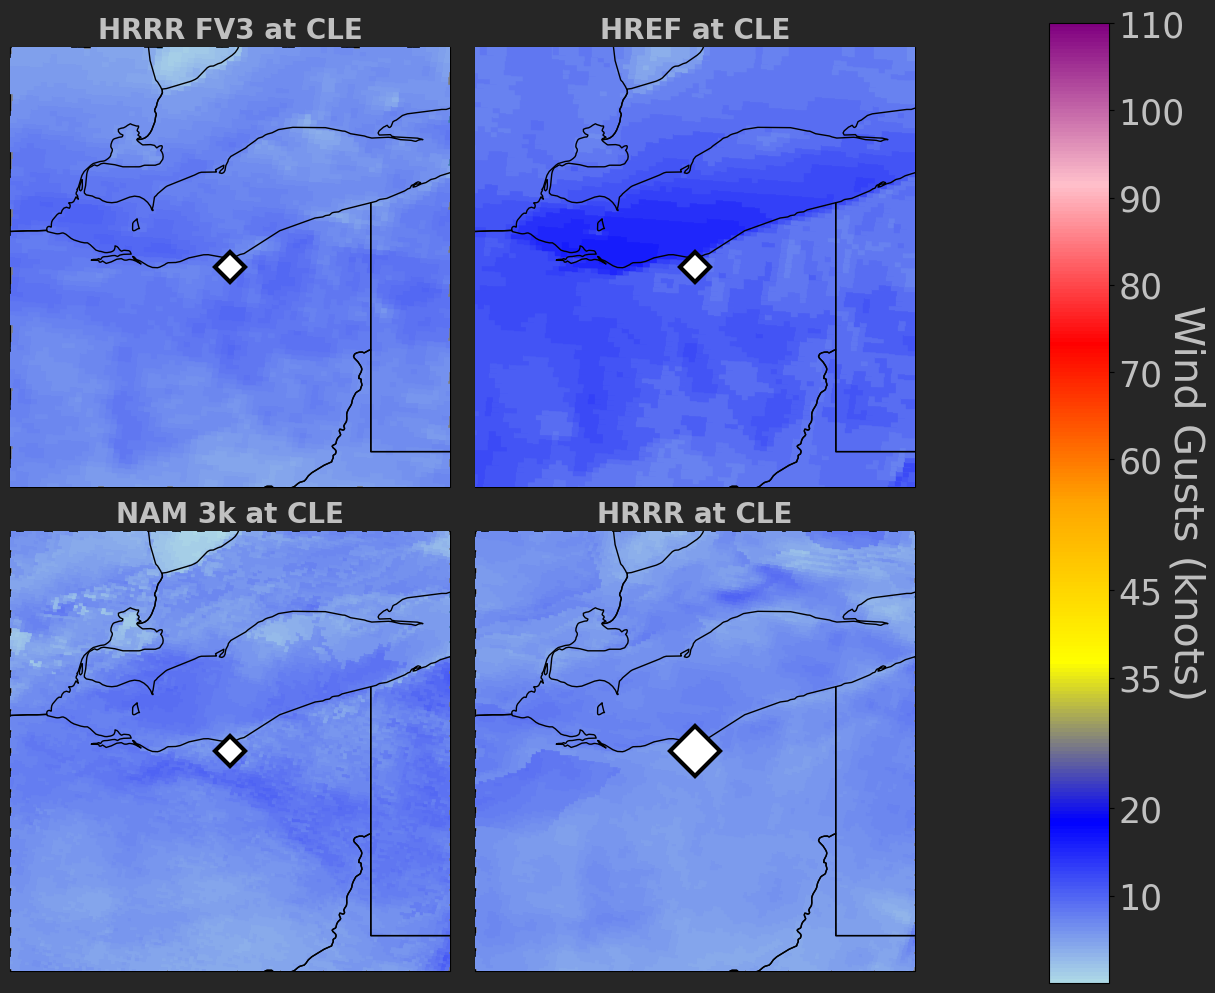 HRRR FV3 at CLE
HREF at CLE
NAM 3k at CLE
HRRR at CLE
110
100
90
80
70
60
45
35
20
10
Wind Gusts (knots)